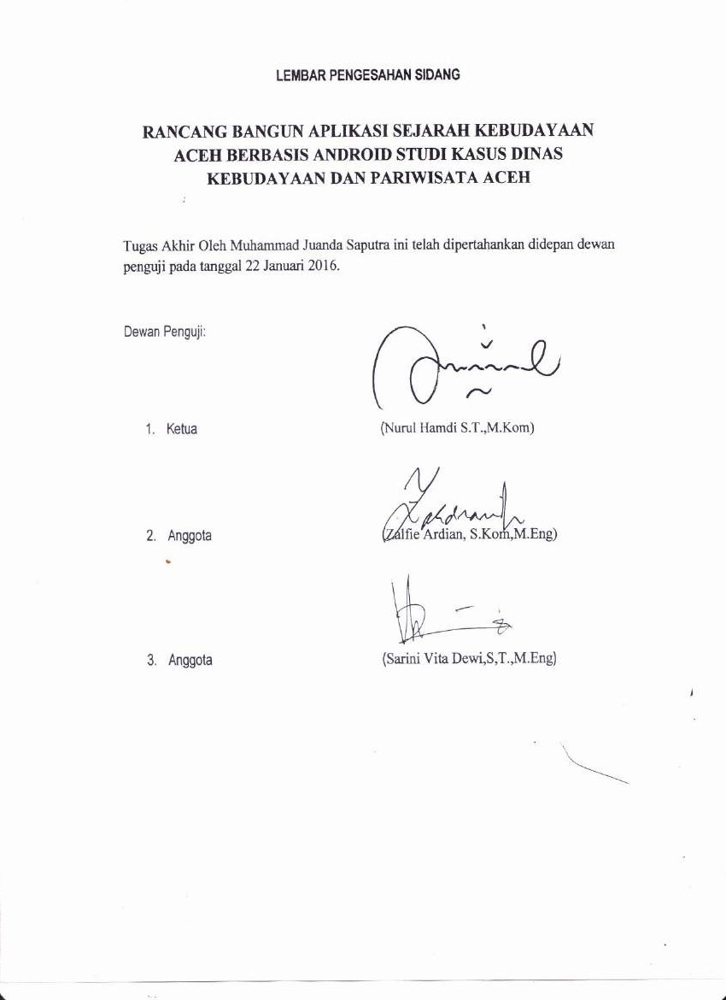 LEMBAR PENGESAHAN SIDANG
RANCANG BANGUN APLIKASI SEJARAH KEBUDAYAAN
ACEH BERBASIS ANDROID STUDI KASUS DINAS
KEBUDAYAAN DAN PARIWISATA ACEH
Tugas Akhir Oleh Muhammad Juanda Saputra ini telah dipertahankan didepan dewan
penguji pada tanggal 22 Januari 2016.
Dewan Penguji:
1. Ketua (Nurul Hamdi S.T.,M.Kom)
2. Anggota (Zalfie Ardian, S.Kom,M.Eng)
3. Anggota (Sarini Vita Dewi,S,T.,M.Eng)